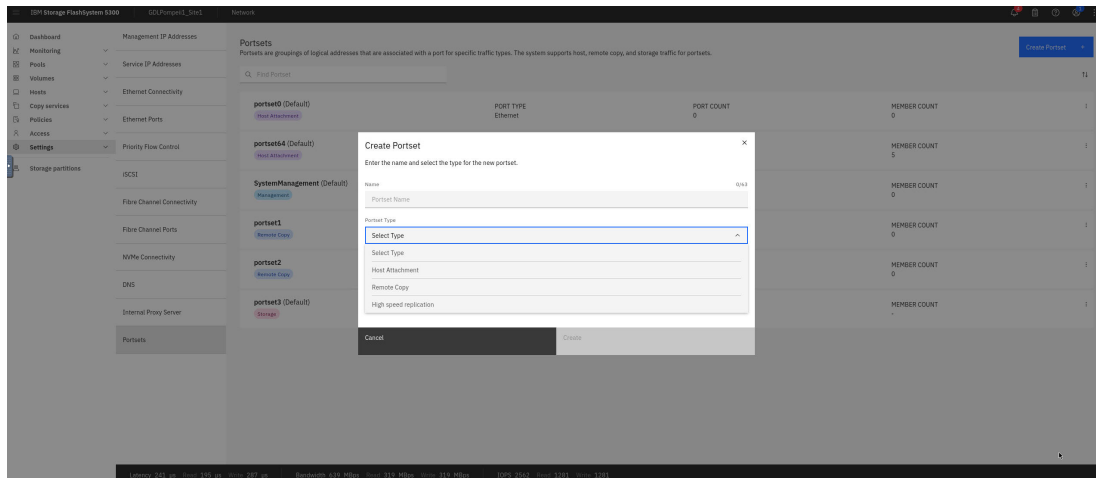 IBM Storage FlashSystem 5300 GDLPompeii1_Site1 Network
Dashboard
Monitoring
Pools
Volumes
Hosts
Copy services
Policies
Access
Settings
Storage partitions
Management IP Addresses
Service IP Addresses
Ethernet Connectivity
Ethernet Ports
Priority Flow Control
iSCSI
Fibre Channel Connectivity
Fibre Channel Ports
NVMe Connectivity
DNS
Internal Proxy Server
Portsets
Portsets
Portsets are groupings of logical addresses that are associated with a port for specific traffic types. The system supports host, remote copy, and storage traffic for portsets.
Create Portset +
Find Portset
portset0 (Default) PORT TYPE PORT COUNT MEMBER COUNT
Host Attachment Ethernet 0 0
portset64 (Default) MEMBER COUNT
Host Attachment 5
SystemManagement (Default) MEMBER COUNT
Management 0
portset1 MEMBER COUNT
Remote Copy 0
portset2 MEMBER COUNT
Remote Copy 0
portset3 (Default) MEMBER COUNT
Storage -
Create Portset
Enter the name and select the type for the new portset.
Name 0/63
Portset Name
Portset Type
Select Type
Select Type
Host Attachment
Remote Copy
High speed replication
Cancel Create
Latency 241 us Read 195 us Write 287 us Bandwidth 639 MBps Read 319 MBps Write 319 MBps IOPS 2562 Read 1281 Write 1281